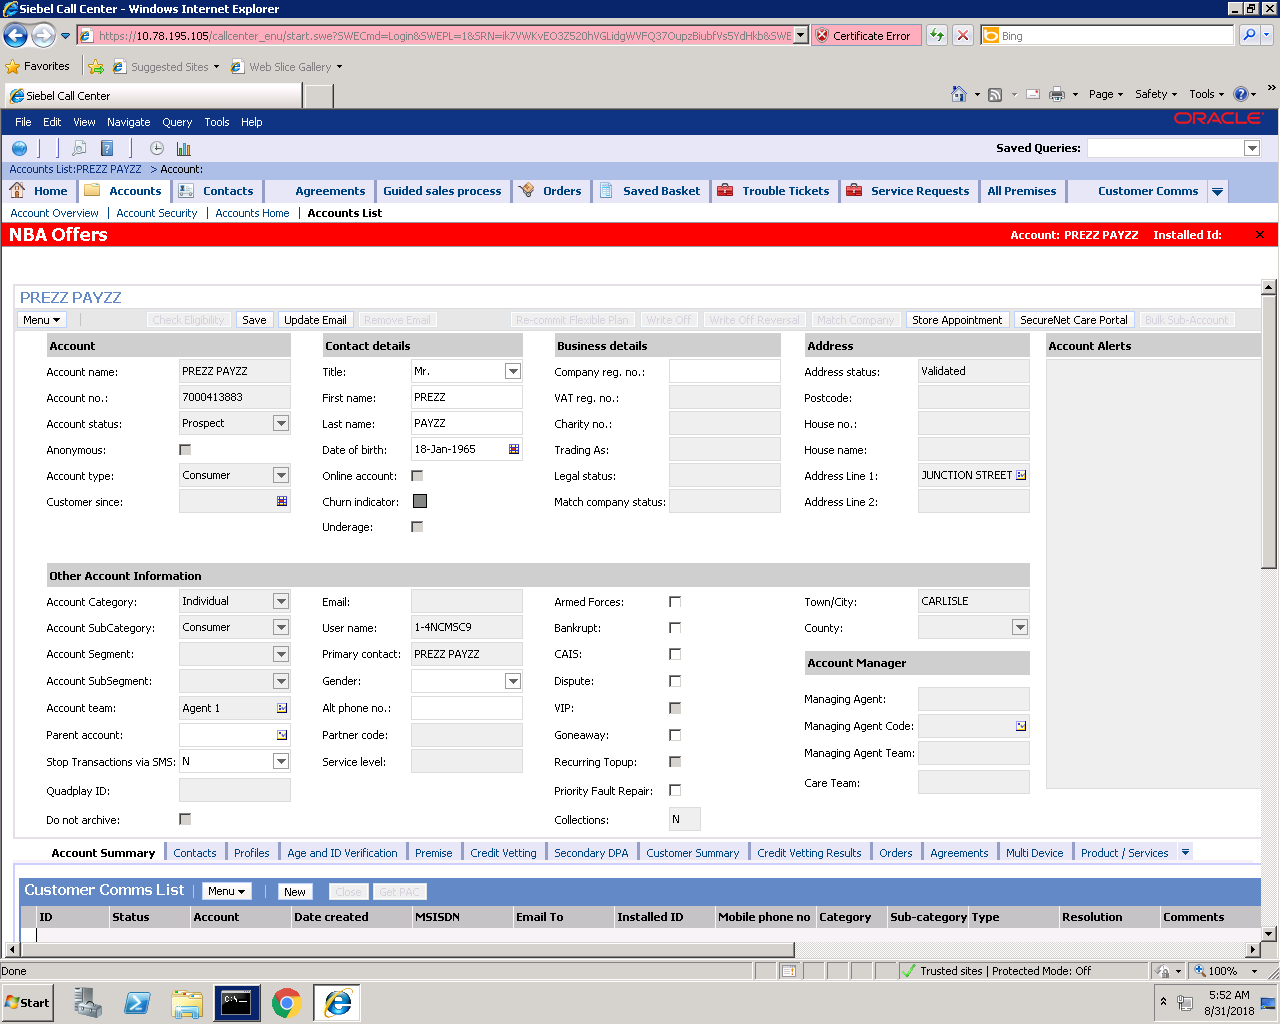 Siebel Call Center - Windows Internet Explorer
https://10.78.195.105/callcenter_enu/start.swe?SWECmd=Login&SWEPL=1&SRN=
Certificate Error
Bing
Favorites
Suggested Sites
Web Slice Gallery
Siebel Call Center
Page
Safety
Tools
File Edit View Navigate Query Tools Help
ORACLE
Saved Queries:
Accounts List:PREZZ PAYZZ > Account:
Home Accounts Contacts Agreements Guided sales process Orders Saved Basket Trouble Tickets Service Requests All Premises Customer Comms
Account Overview | Account Security | Accounts Home | Accounts List
NBA Offers
Account: PREZZ PAYZZ Installed Id:
PREZZ PAYZZ
Menu Check Eligibility Save Update Email Remove Email Re-commit Flexible Plan Write Off Write Off Reversal Match Company Store Appointment SecureNet Care Portal Bulk Sub-Account
Account Contact details Business details Address Account Alerts
Account name: PREZZ PAYZZ Title: Mr. Company reg. no.: Address status: Validated
Account no.: 7000413883 First name: PREZZ VAT reg. no.: Postcode:
Account status: Prospect Last name: PAYZZ Charity no.: House no.:
Anonymous: Date of birth: 18-Jan-1965 Trading As: House name:
Account type: Consumer Online account: Legal status: Address Line 1: JUNCTION STREET
Customer since: Churn indicator: Match company status: Address Line 2:
Underage:
Other Account Information
Account Category: Individual Email: Armed Forces: Town/City: CARLISLE
Account SubCategory: Consumer User name: 1-4NCMSC9 Bankrupt: County:
Account Segment: Primary contact: PREZZ PAYZZ CAIS: Account Manager
Account SubSegment: Gender: Dispute:
Account team: Agent 1 Alt phone no.: VIP: Managing Agent:
Parent account: Partner code: Goneaway: Managing Agent Code:
Stop Transactions via SMS: N Service level: Recurring Topup: Managing Agent Team:
Quadplay ID: Priority Fault Repair: Care Team:
Do not archive: Collections: N
Account Summary Contacts Profiles Age and ID Verification Premise Credit Vetting Secondary DPA Customer Summary Credit Vetting Results Orders Agreements Multi Device Product / Services
Customer Comms List Menu New Close Get PAC
ID Status Account Date created MSISDN Email To Installed ID Mobile phone no Category Sub-category Type Resolution Comments
Done
Trusted sites | Protected Mode: Off
100%
Start
C:\
5:52 AM
8/31/2018